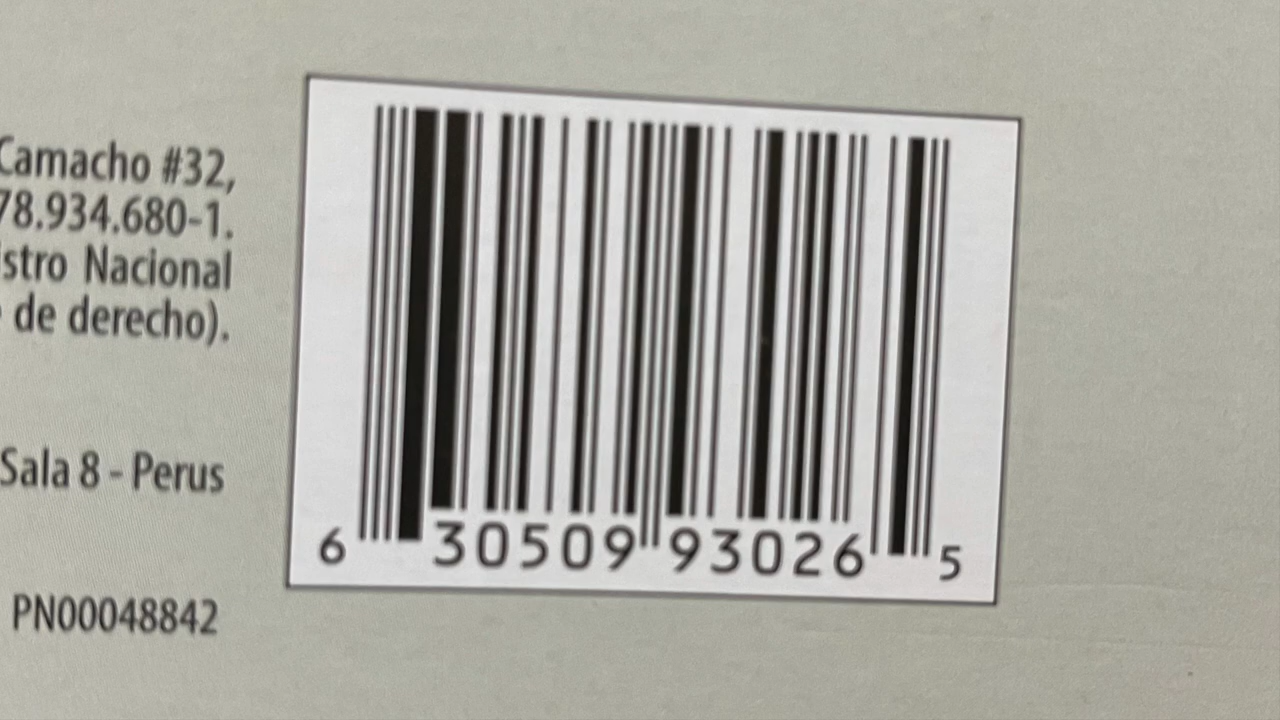 Camacho #32,
78.934.680-1.
stro Nacional
de derecho).
Sala 8 - Perus
PN00048842
6 30509 93026 5